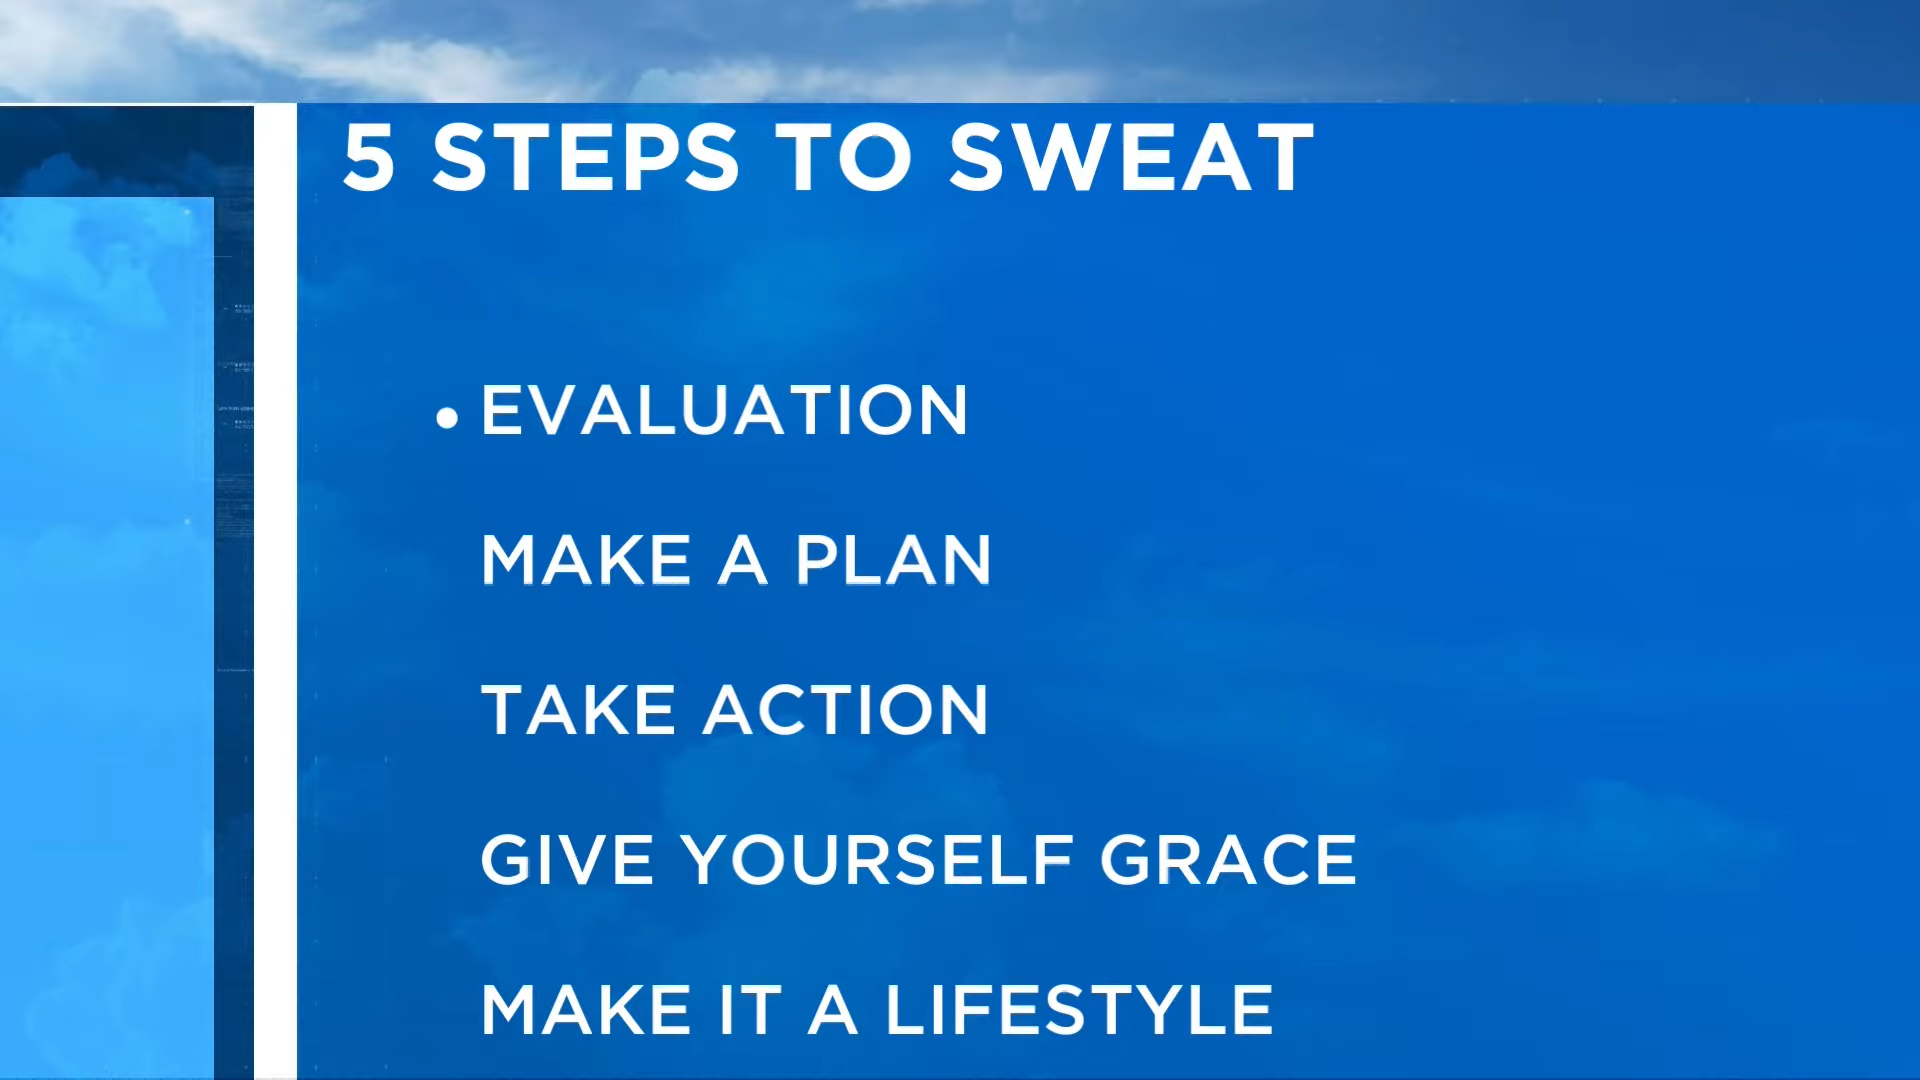 5 STEPS TO SWEAT
• EVALUATION
MAKE A PLAN
TAKE ACTION
GIVE YOURSELF GRACE
MAKE IT A LIFESTYLE